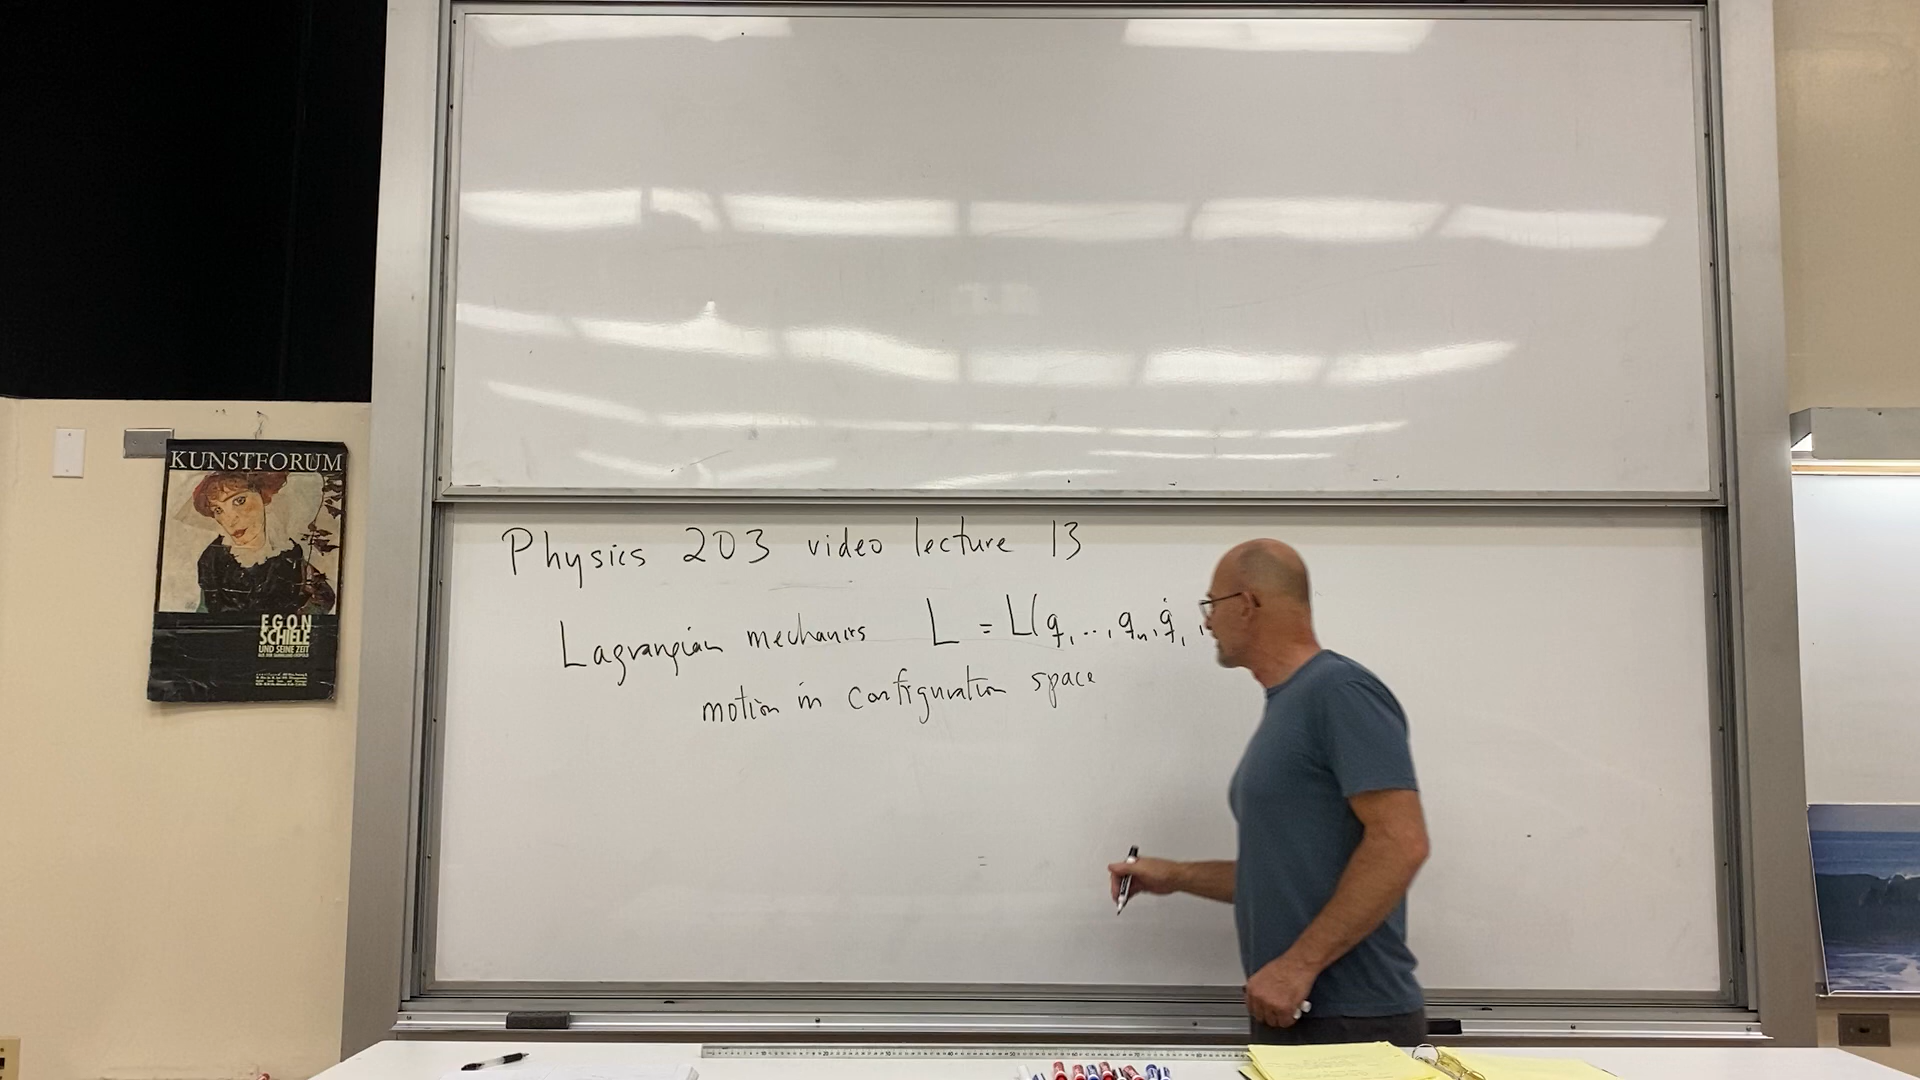 KUNSTFORUM
EGON
SCHIELE
UND SEINE ZEIT
Physics 203 video lecture 13
Lagrangian mechanics L = L(q₁ ..., qₙ, q̇₁,
motion in configuration space
=